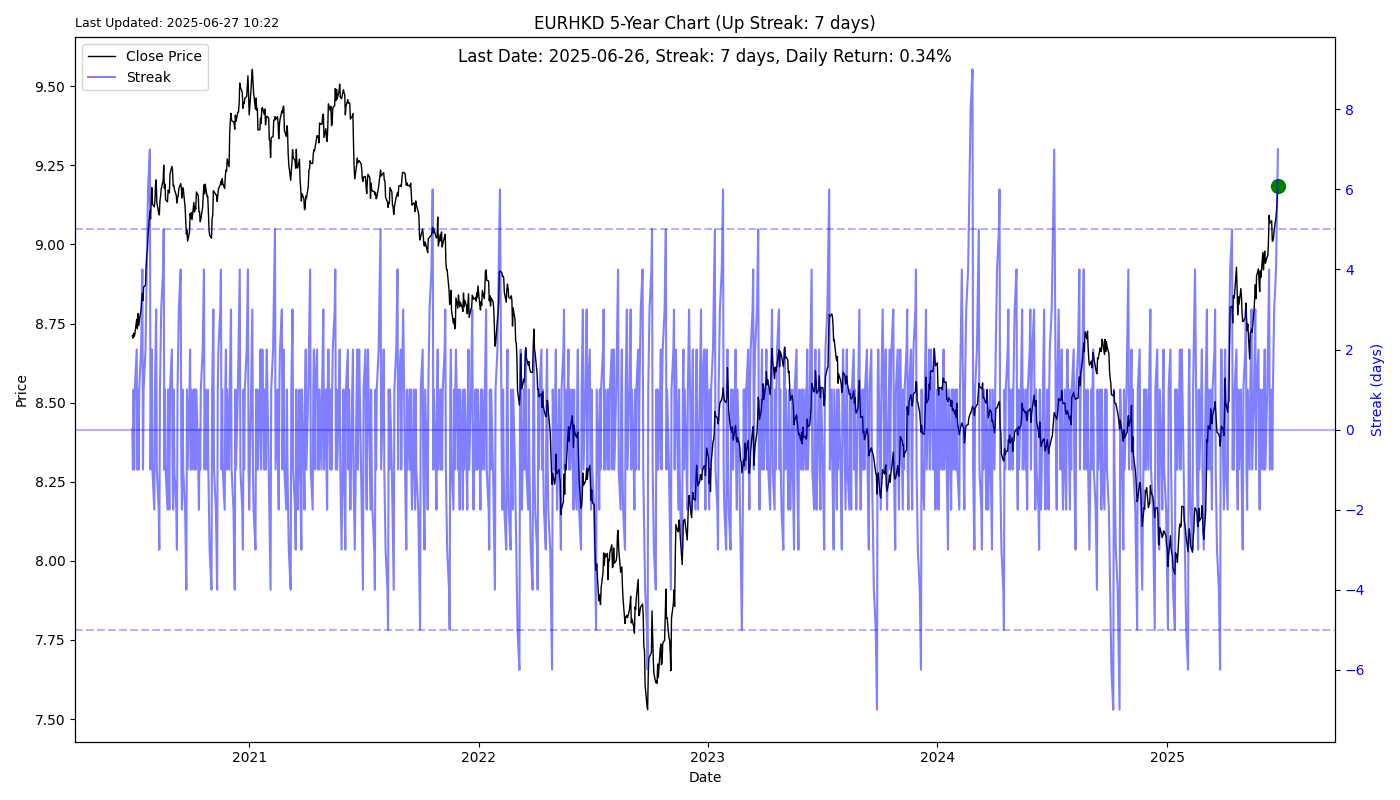 Last Updated: 2025-06-27 10:22
EURHKD 5-Year Chart (Up Streak: 7 days)
Last Date: 2025-06-26, Streak: 7 days, Daily Return: 0.34%
Close Price
Streak
9.50
9.25
9.00
8.75
8.50
8.25
8.00
7.75
7.50
Price
8
6
4
2
0
−2
−4
−6
Streak (days)
2021
2022
2023
2024
2025
Date